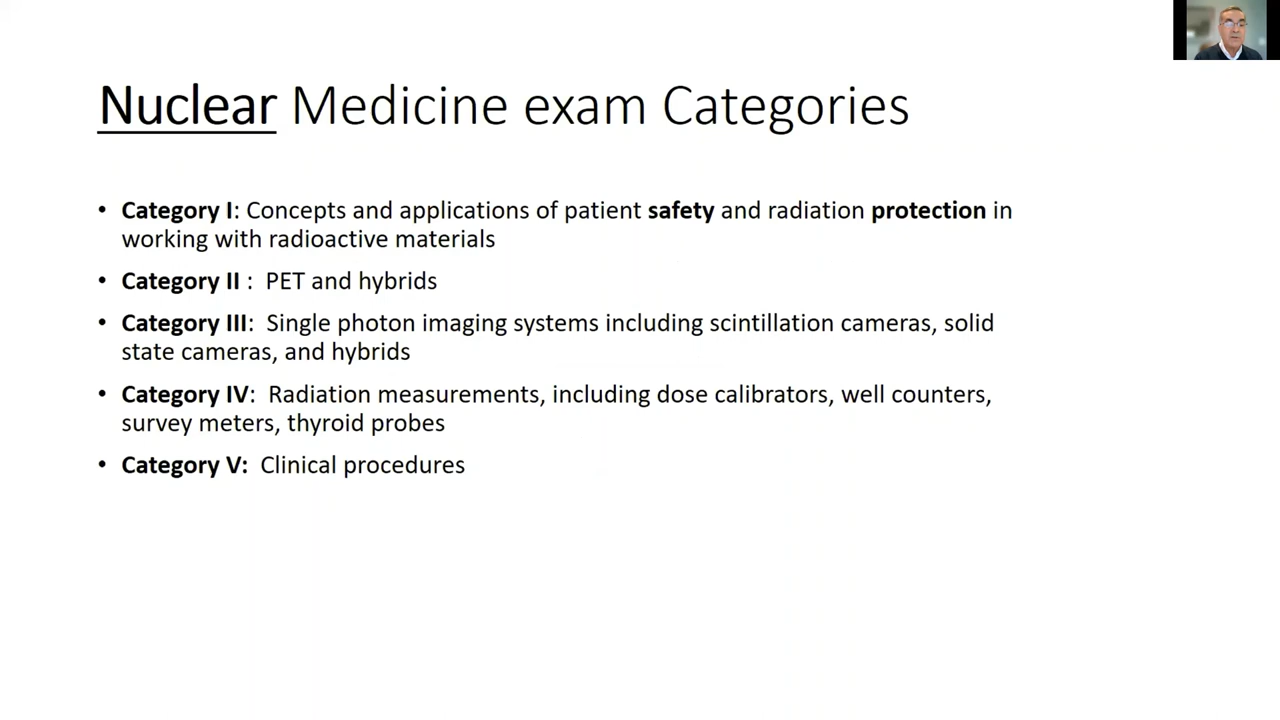 Nuclear Medicine exam Categories
• Category I: Concepts and applications of patient safety and radiation protection in
working with radioactive materials
• Category II :  PET and hybrids
• Category III:  Single photon imaging systems including scintillation cameras, solid
state cameras, and hybrids
• Category IV:  Radiation measurements, including dose calibrators, well counters,
survey meters, thyroid probes
• Category V:  Clinical procedures